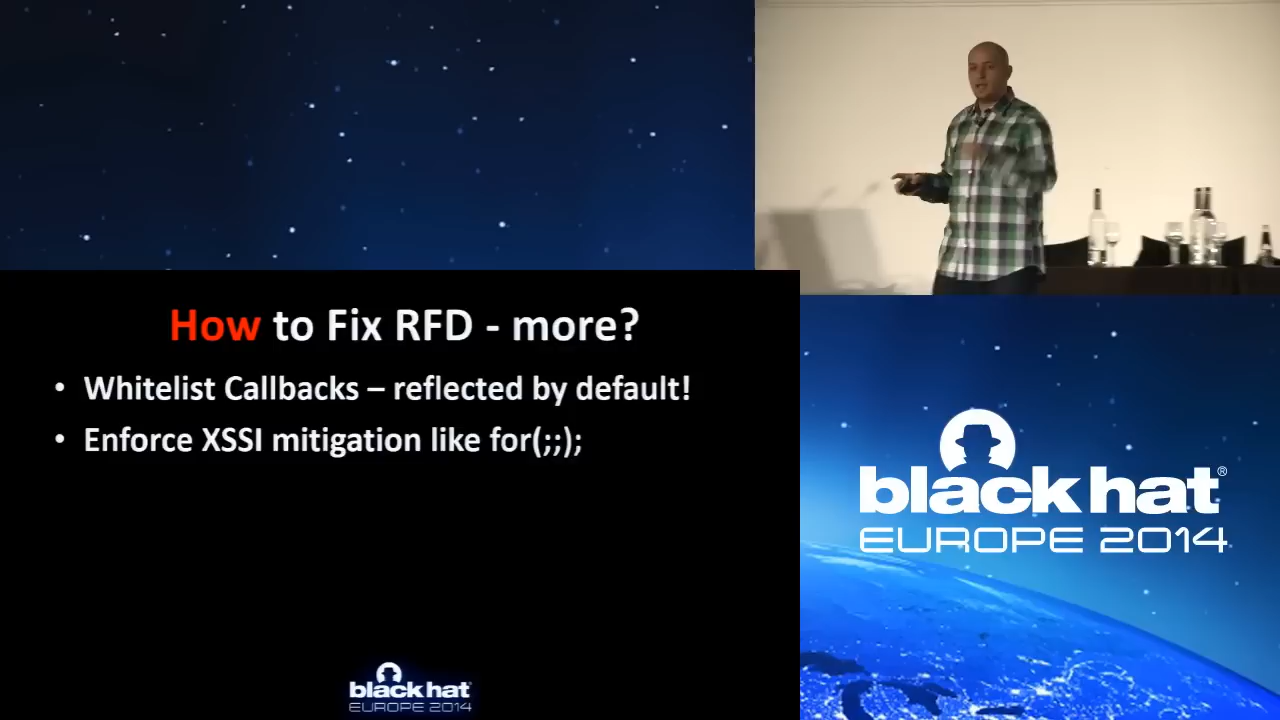 How to Fix RFD - more?
• Whitelist Callbacks – reflected by default!
• Enforce XSSI mitigation like for(;;);
black hat®
EUROPE 2014
black hat
EUROPE 2014